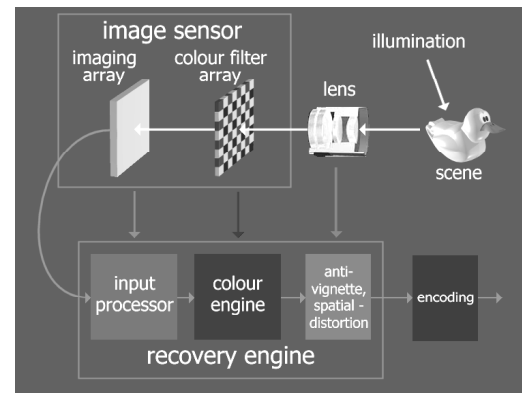 image sensor
illumination
imaging
array
colour filter
array
lens
scene
input
processor
colour
engine
anti-
vignette,
spatial -
distortion
encoding
recovery engine